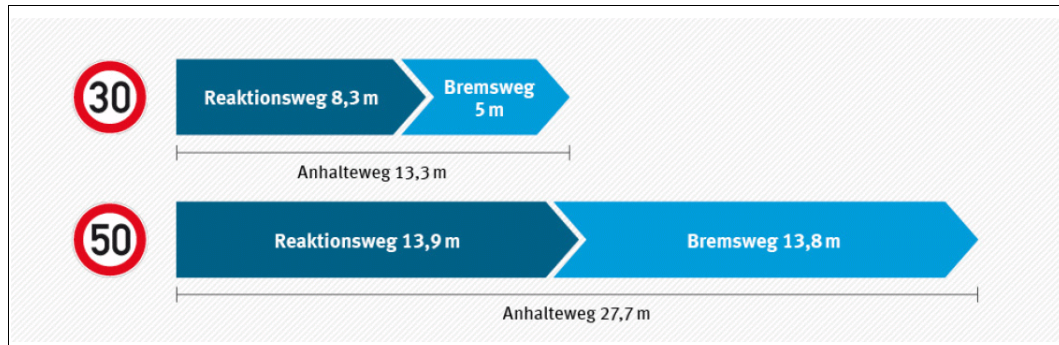 30
Reaktionsweg 8,3 m
Bremsweg
5 m
Anhalteweg 13,3 m
50
Reaktionsweg 13,9 m
Bremsweg 13,8 m
Anhalteweg 27,7 m